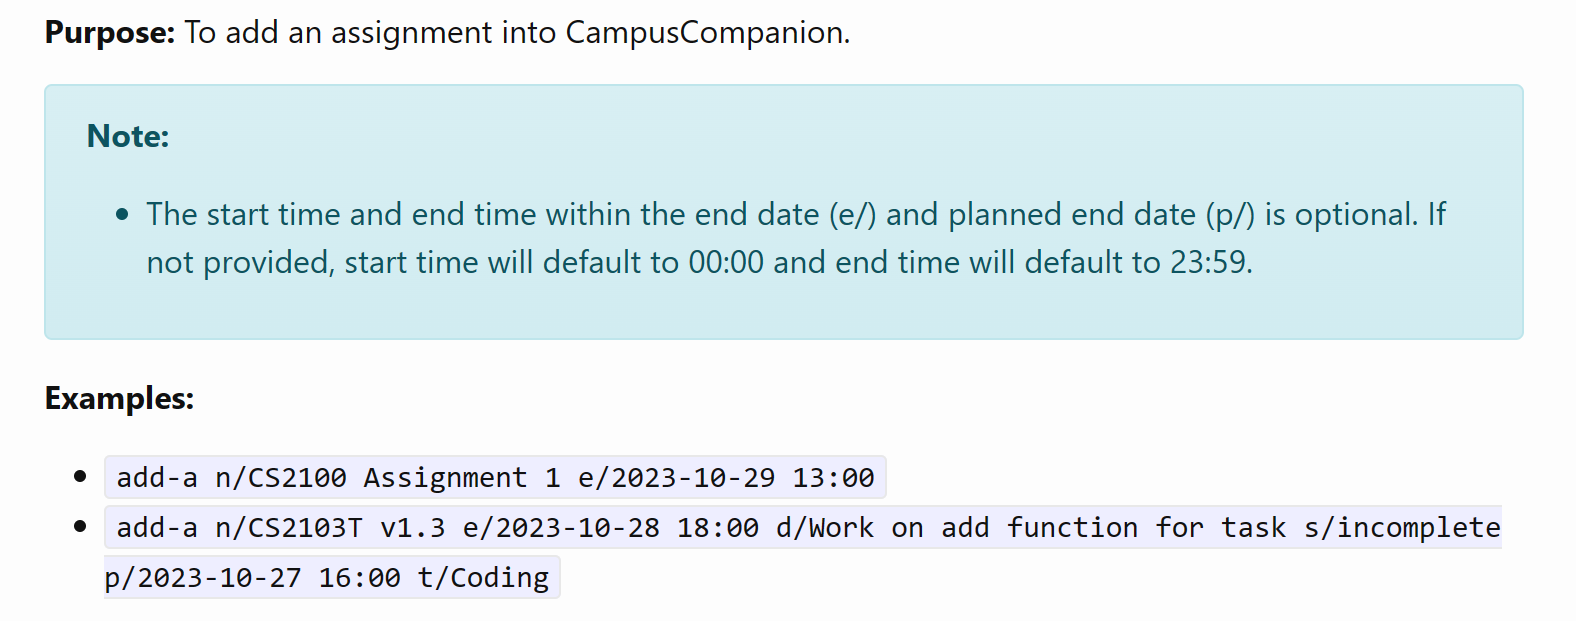 Purpose: To add an assignment into CampusCompanion.
Note:
The start time and end time within the end date (e/) and planned end date (p/) is optional. If
not provided, start time will default to 00:00 and end time will default to 23:59.
Examples:
add-a n/CS2100 Assignment 1 e/2023-10-29 13:00
add-a n/CS2103T v1.3 e/2023-10-28 18:00 d/Work on add function for task s/incomplete
p/2023-10-27 16:00 t/Coding